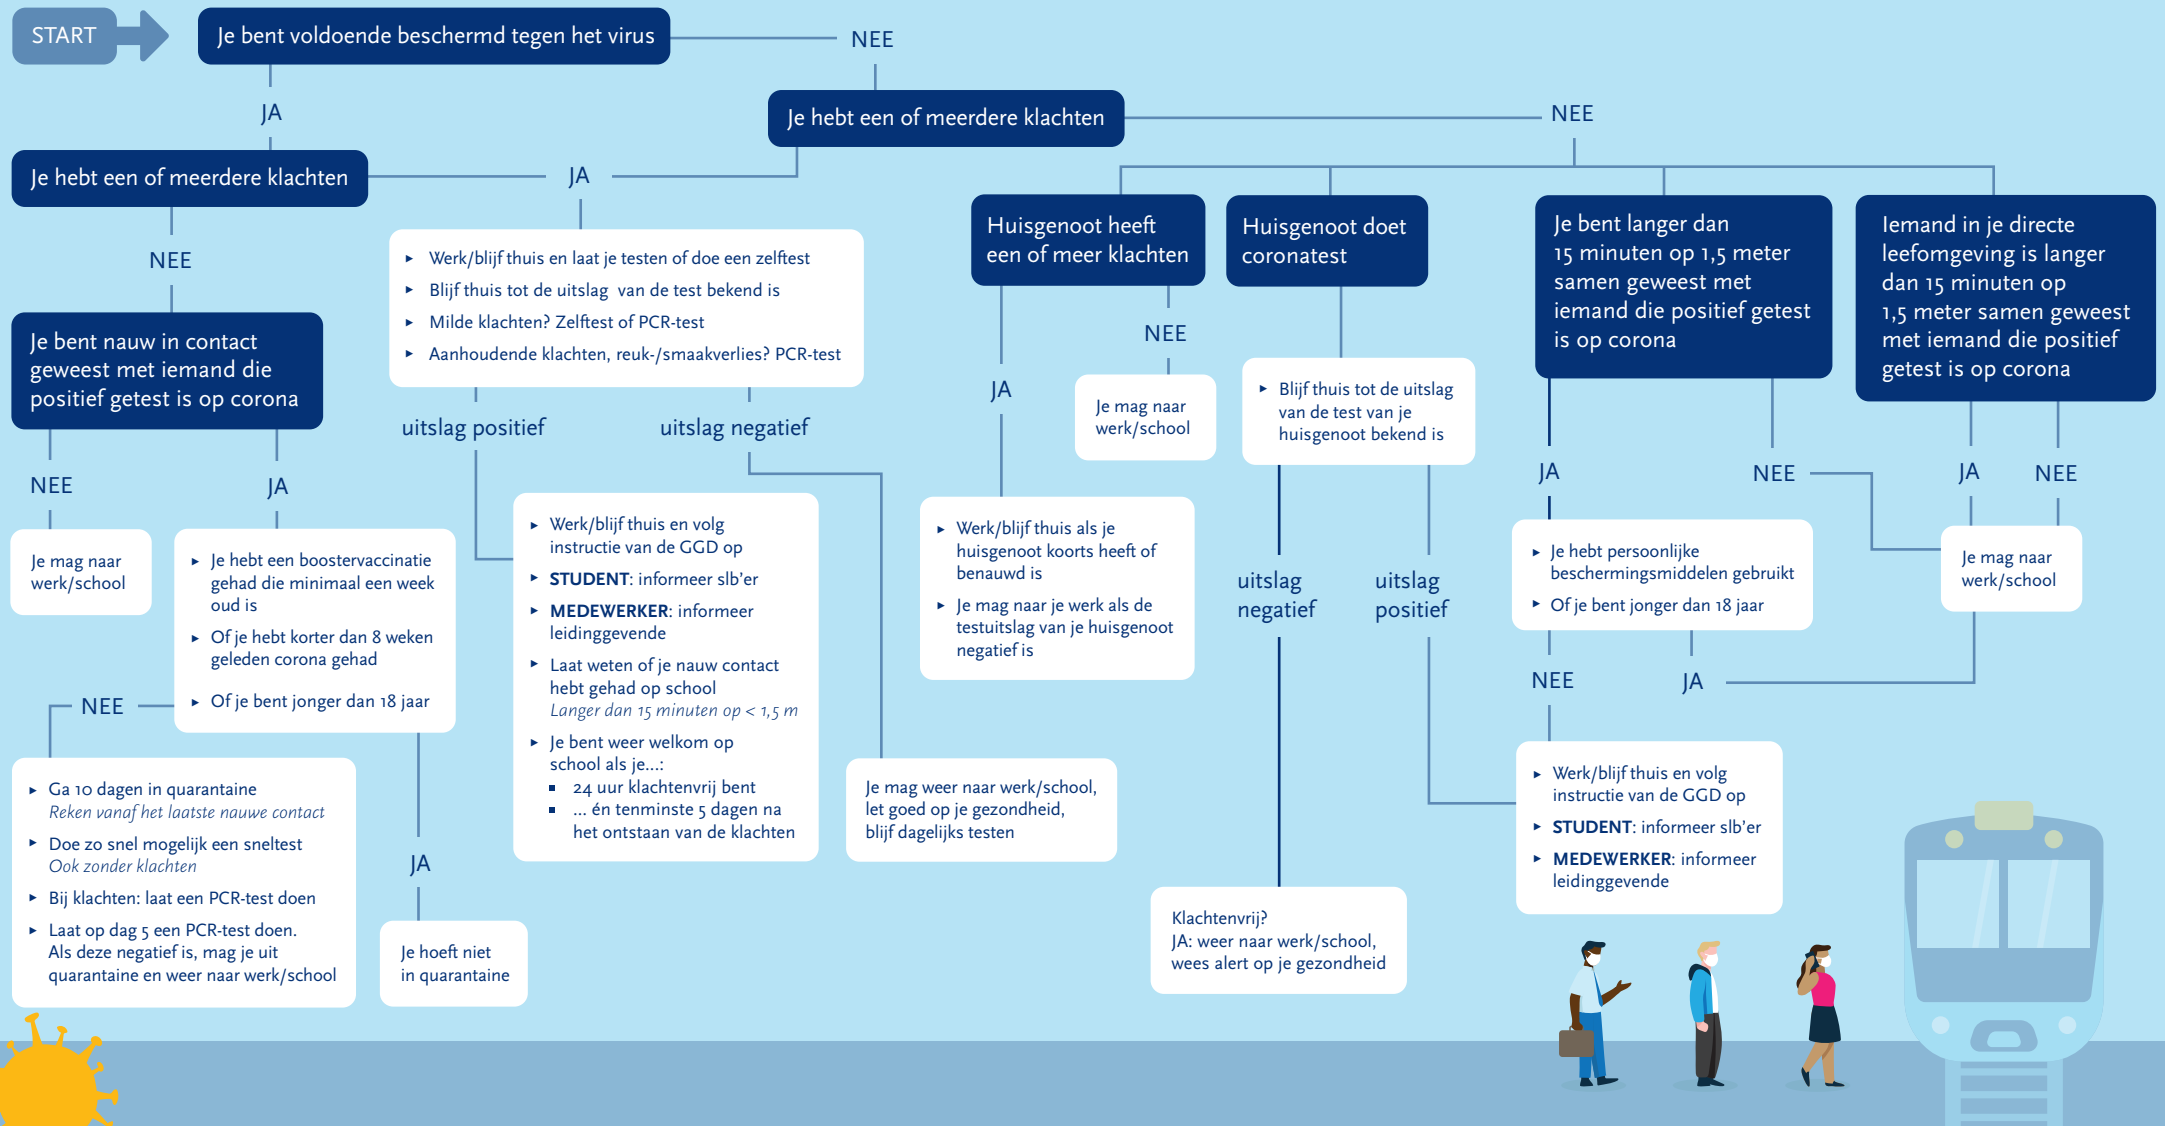 START
Je bent voldoende beschermd tegen het virus
NEE
JA
Je hebt een of meerdere klachten
NEE
Je hebt een of meerdere klachten
JA
NEE
Je bent nauw in contact
geweest met iemand die
positief getest is op corona
NEE
JA
Je mag naar
werk/school
▸ Je hebt een boostervaccinatie
gehad die minimaal een week
oud is
▸ Of je hebt korter dan 8 weken
geleden corona gehad
▸ Of je bent jonger dan 18 jaar
NEE
▸ Ga 10 dagen in quarantaine
Reken vanaf het laatste nauwe contact
▸ Doe zo snel mogelijk een sneltest
Ook zonder klachten
▸ Bij klachten: laat een PCR-test doen
▸ Laat op dag 5 een PCR-test doen.
Als deze negatief is, mag je uit
quarantaine en weer naar werk/school
JA
Je hoeft niet
in quarantaine
▸ Werk/blijf thuis en laat je testen of doe een zelftest
▸ Blijf thuis tot de uitslag van de test bekend is
▸ Milde klachten? Zelftest of PCR-test
▸ Aanhoudende klachten, reuk-/smaakverlies? PCR-test
uitslag positief
uitslag negatief
▸ Werk/blijf thuis en volg
instructie van de GGD op
▸ STUDENT: informeer slb'er
▸ MEDEWERKER: informeer
leidinggevende
▸ Laat weten of je nauw contact
hebt gehad op school
Langer dan 15 minuten op < 1,5 m
▸ Je bent weer welkom op
school als je...:
▪ 24 uur klachtenvrij bent
▪ ... én tenminste 5 dagen na
het ontstaan van de klachten
Je mag weer naar werk/school,
let goed op je gezondheid,
blijf dagelijks testen
Huisgenoot heeft
een of meer klachten
JA
NEE
Je mag naar
werk/school
▸ Werk/blijf thuis als je
huisgenoot koorts heeft of
benauwd is
▸ Je mag naar je werk als de
testuitslag van je huisgenoot
negatief is
Huisgenoot doet
coronatest
▸ Blijf thuis tot de uitslag
van de test van je
huisgenoot bekend is
uitslag
negatief
uitslag
positief
Klachtenvrij?
JA: weer naar werk/school,
wees alert op je gezondheid
Je bent langer dan
15 minuten op 1,5 meter
samen geweest met
iemand die positief getest
is op corona
JA
NEE
▸ Je hebt persoonlijke
beschermingsmiddelen gebruikt
▸ Of je bent jonger dan 18 jaar
NEE
JA
▸ Werk/blijf thuis en volg
instructie van de GGD op
▸ STUDENT: informeer slb'er
▸ MEDEWERKER: informeer
leidinggevende
Iemand in je directe
leefomgeving is langer
dan 15 minuten op
1,5 meter samen geweest
met iemand die positief
getest is op corona
JA
NEE
Je mag naar
werk/school